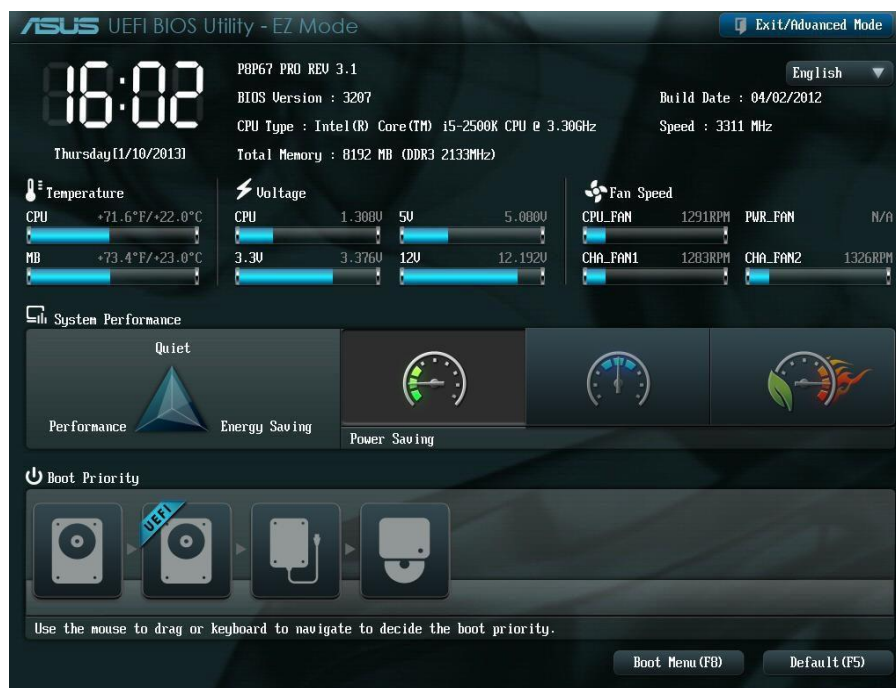 ASUS UEFI BIOS Utility - EZ Mode
Exit/Advanced Mode
16:02
Thursday[1/10/2013]
P8P67 PRO REV 3.1
English
BIOS Version : 3207
Build Date : 04/02/2012
CPU Type : Intel(R) Core(TM) i5-2500K CPU @ 3.30GHz
Speed : 3311 MHz
Total Memory : 8192 MB (DDR3 2133MHz)
Temperature
CPU +71.6°F/+22.0°C
MB +73.4°F/+23.0°C
Voltage
CPU 1.308V 5V 5.080V
3.3V 3.376V 12V 12.192V
Fan Speed
CPU_FAN 1291RPM PWR_FAN N/A
CHA_FAN1 1283RPM CHA_FAN2 1326RPM
System Performance
Quiet
Performance
Energy Saving
Power Saving
Boot Priority
UEFI
Use the mouse to drag or keyboard to navigate to decide the boot priority.
Boot Menu(F8)
Default(F5)